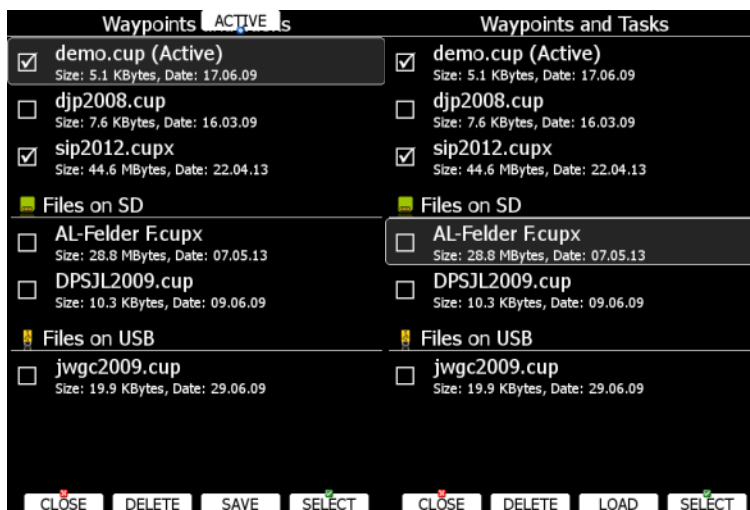 Waypoints s
ACTIVE
demo.cup (Active)
Size: 5.1 KBytes, Date: 17.06.09
djp2008.cup
Size: 7.6 KBytes, Date: 16.03.09
sip2012.cupx
Size: 44.6 MBytes, Date: 22.04.13
Files on SD
AL-Felder F.cupx
Size: 28.8 MBytes, Date: 07.05.13
DPSJL2009.cup
Size: 10.3 KBytes, Date: 09.06.09
Files on USB
jwgc2009.cup
Size: 19.9 KBytes, Date: 29.06.09
CLOSE DELETE SAVE SELECT
Waypoints and Tasks
demo.cup (Active)
Size: 5.1 KBytes, Date: 17.06.09
djp2008.cup
Size: 7.6 KBytes, Date: 16.03.09
sip2012.cupx
Size: 44.6 MBytes, Date: 22.04.13
Files on SD
AL-Felder F.cupx
Size: 28.8 MBytes, Date: 07.05.13
DPSJL2009.cup
Size: 10.3 KBytes, Date: 09.06.09
Files on USB
jwgc2009.cup
Size: 19.9 KBytes, Date: 29.06.09
CLOSE DELETE LOAD SELECT